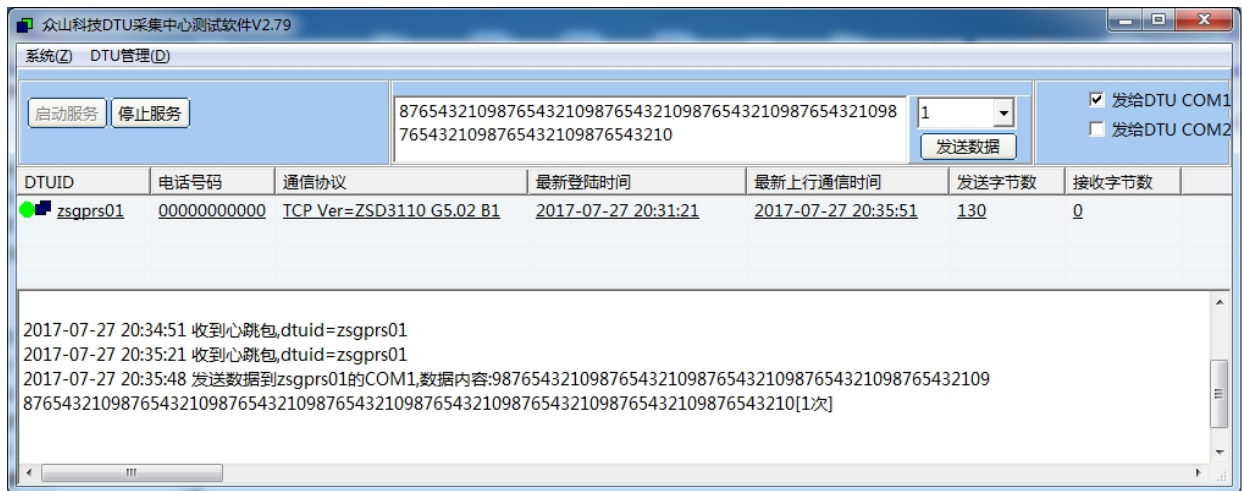 众山科技DTU采集中心测试软件V2.79
系统(Z) DTU管理(D)
启动服务 停止服务
876543210987654321098765432109876543210987654321098
7654321098765432109876543210
1
发送数据
发给DTU COM1
发给DTU COM2
DTUID 电话号码 通信协议 最新登陆时间 最新上行通信时间 发送字节数 接收字节数
zsgprs01 00000000000 TCP Ver=ZSD3110 G5.02 B1 2017-07-27 20:31:21 2017-07-27 20:35:51 130 0
2017-07-27 20:34:51 收到心跳包,dtuid=zsgprs01
2017-07-27 20:35:21 收到心跳包,dtuid=zsgprs01
2017-07-27 20:35:48 发送数据到zsgprs01的COM1,数据内容:987654321098765432109876543210987654321098765432109
8765432109876543210987654321098765432109876543210987654321098765432109876543210[1次]